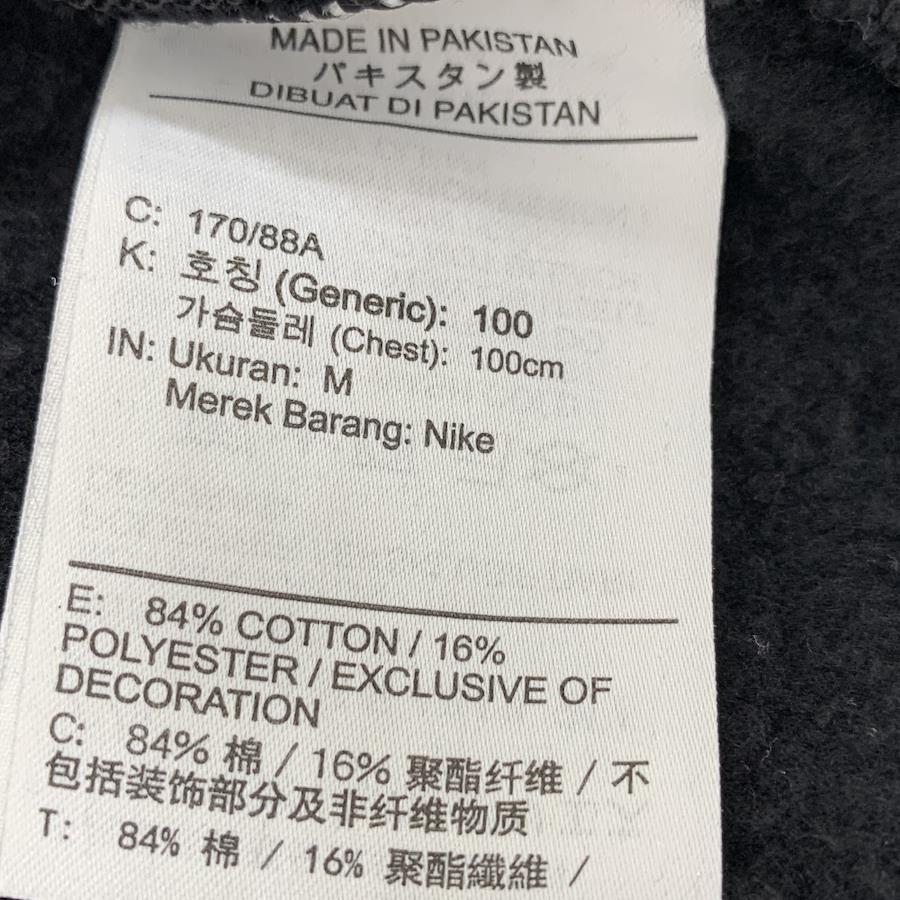 MADE IN PAKISTAN
パキスタン製
DIBUAT DI PAKISTAN
C: 170/88A
K: 호칭 (Generic): 100
가슴둘레 (Chest): 100cm
IN: Ukuran: M
Merek Barang: Nike
E: 84% COTTON / 16%
POLYESTER / EXCLUSIVE OF
DECORATION
C: 84% 棉 / 16% 聚酯纤维 / 不
包括装饰部分及非纤维物质
T: 84% 棉 / 16% 聚酯纖維 /